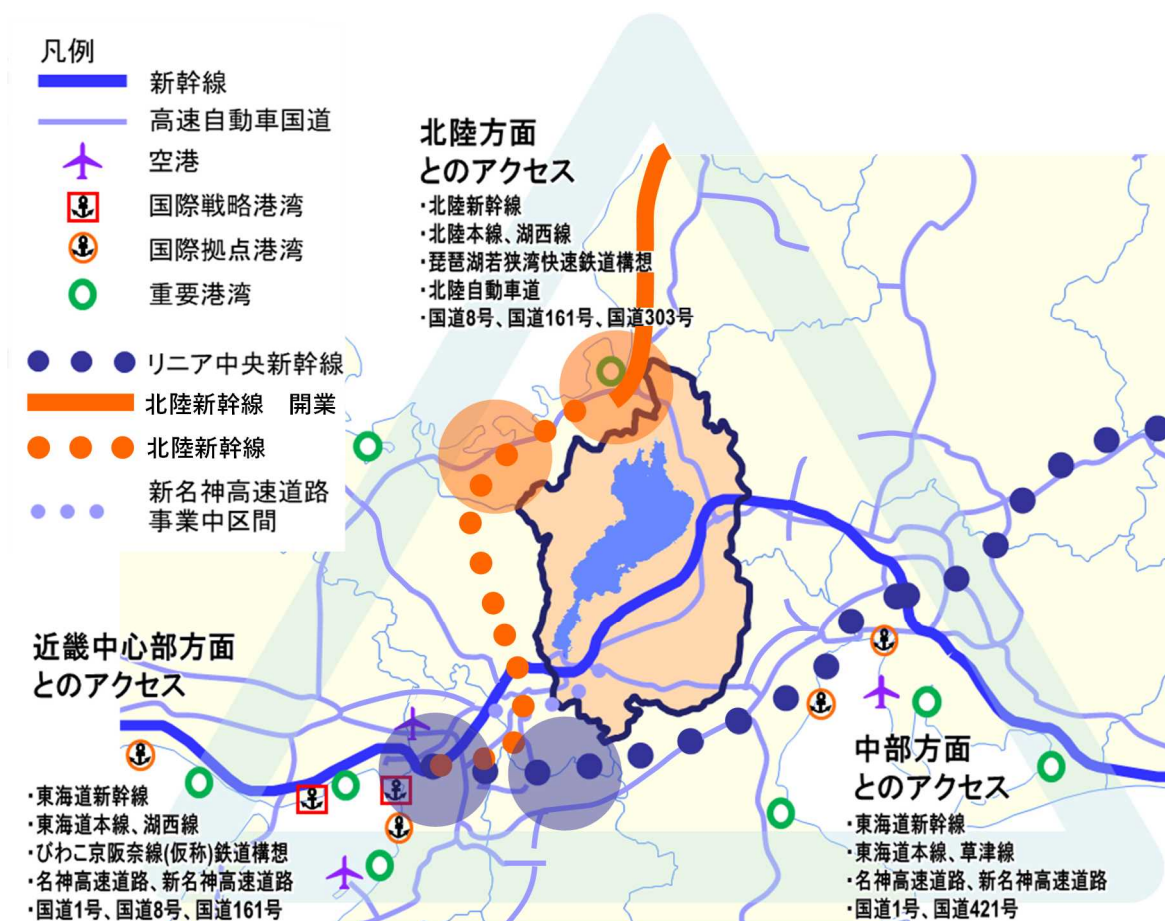 凡例
新幹線
高速自動車国道
空港
国際戦略港湾
国際拠点港湾
重要港湾
リニア中央新幹線
北陸新幹線　開業
北陸新幹線
新名神高速道路
事業中区間
北陸方面
とのアクセス
・北陸新幹線
・北陸本線、湖西線
・琵琶湖若狭湾快速鉄道構想
・北陸自動車道
・国道8号、国道161号、国道303号
近畿中心部方面
とのアクセス
・東海道新幹線
・東海道本線、湖西線
・びわこ京阪奈線(仮称)鉄道構想
・名神高速道路、新名神高速道路
・国道1号、国道8号、国道161号
中部方面
とのアクセス
・東海道新幹線
・東海道本線、草津線
・名神高速道路、新名神高速道路
・国道1号、国道421号